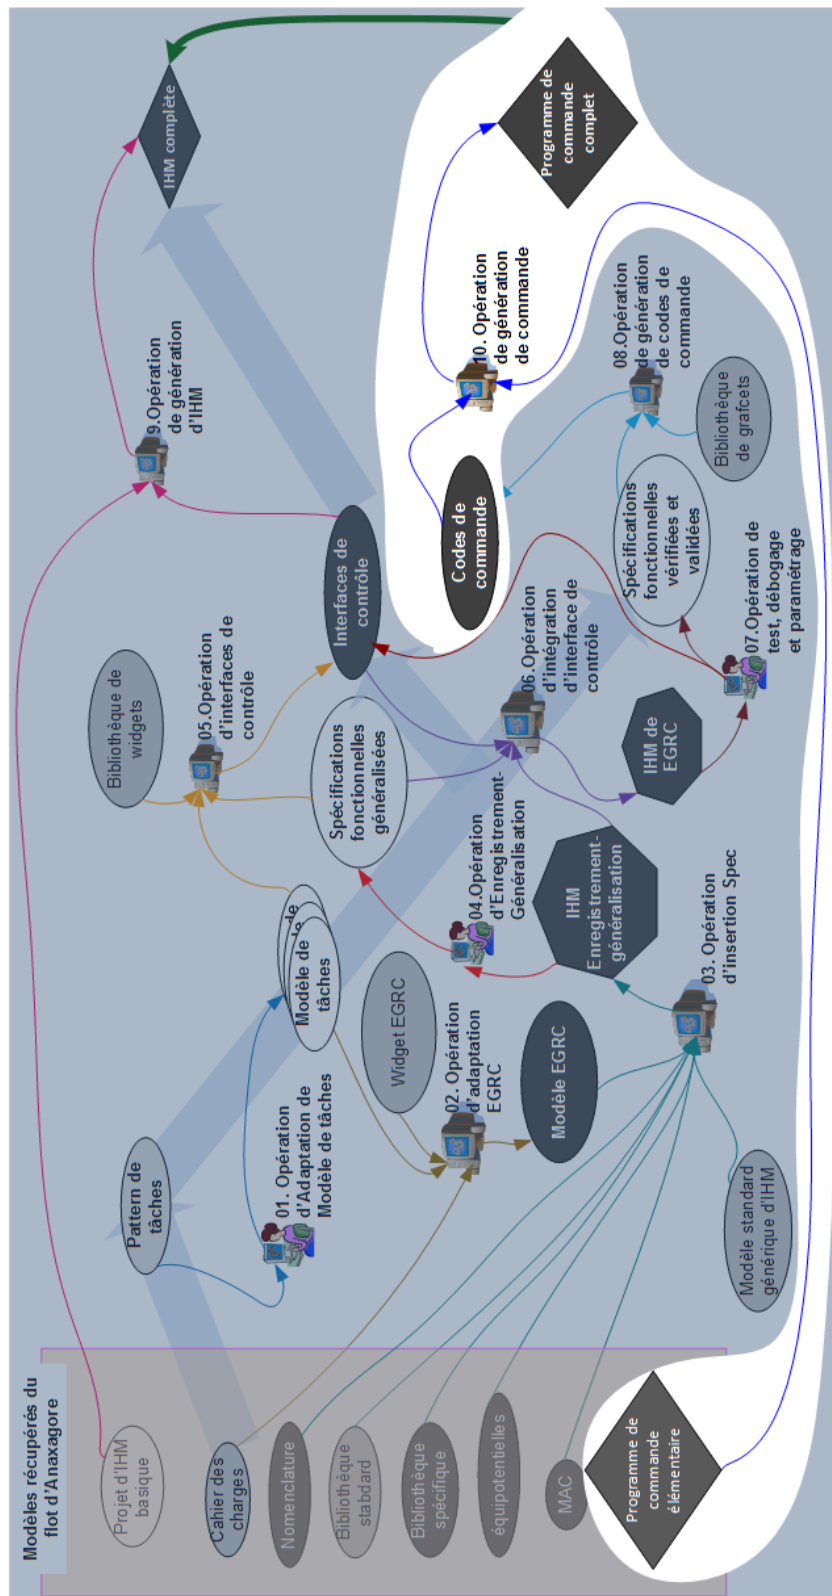 Modèles récupérés du
flot d'Anaxagore
Projet d'IHM
basique
Cahier des
charges
Nomenclature
Bibliothèque
stabdard
Bibliothèque
spécifique
équipotentielles
MAC
Programme de
commande
élémentaire
Pattern de
tâches
01. Opération
d'Adaptation de
Modèle de tâches
Modèle de
tâches
Widget EGRC
02. Opération
d'adaptation
EGRC
Modèle EGRC
Modèle standard
générique d'IHM
03. Opération
d'insertion Spec
IHM
Enregistrement-
généralisation
04.Opération
d'Enregistrement-
Généralisation
Spécifications
fonctionnelles
généralisées
Bibliothèque de
widgets
05.Opération
d'interfaces de
contrôle
Interfaces de
contrôle
06.Opération
d'intégration
d'interface de
contrôle
IHM de
EGRC
07.Opération de
test, débogage
et paramétrage
Spécifications
fonctionnelles
vérifiées et
validées
Bibliothèque
de grafcets
08.Opération
de génération
de codes de
commande
Codes de
commande
9.Opération
de génération
d'IHM
10. Opération
de génération
de commande
IHM complète
Programme de
commande
complet